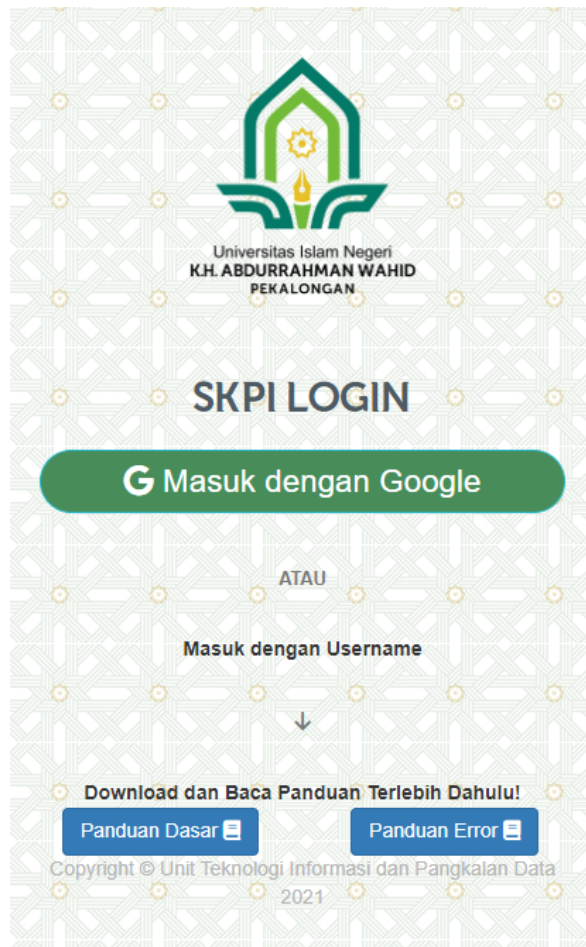 Universitas Islam Negeri
K.H. ABDURRAHMAN WAHID
PEKALONGAN
SKPI LOGIN
G Masuk dengan Google
ATAU
Masuk dengan Username
Download dan Baca Panduan Terlebih Dahulu!
Panduan Dasar
Panduan Error
Copyright © Unit Teknologi Informasi dan Pangkalan Data
2021